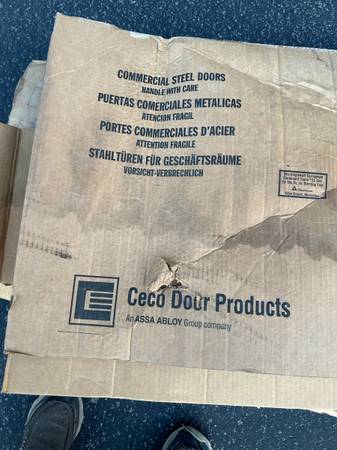 COMMERCIAL STEEL DOORS
HANDLE WITH CARE
PUERTAS COMERCIALES METALICAS
ATENCION FRAGIL
PORTES COMMERCIALES D'ACIER
ATTENTION FRAGILE
STAHLTÜREN FÜR GESCHÄFTSRÄUME
VORSICHT-VERBRECHLICH
Ceco Door Products
An ASSA ABLOY Group company